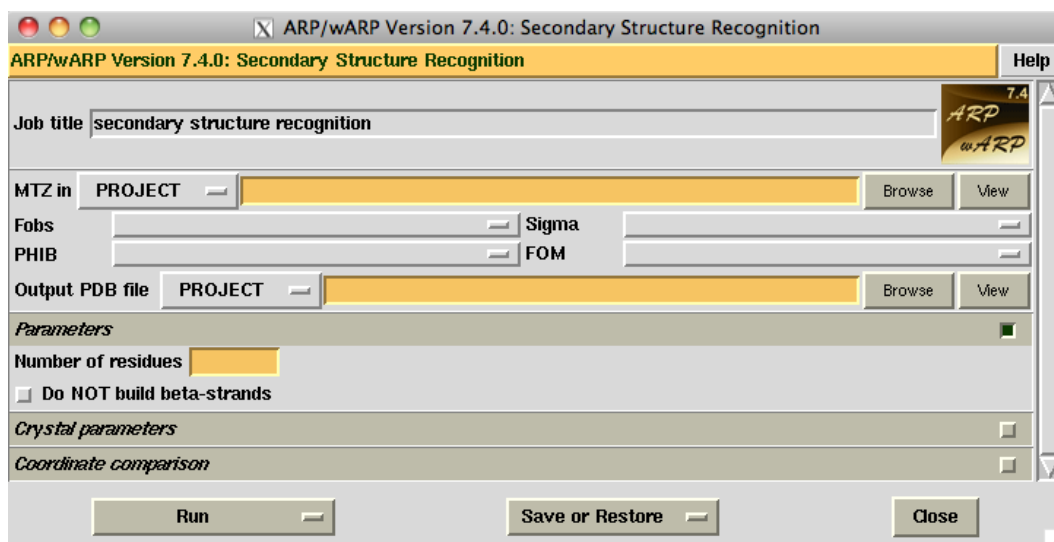 ARP/wARP Version 7.4.0: Secondary Structure Recognition
ARP/wARP Version 7.4.0: Secondary Structure Recognition Help
Job title secondary structure recognition
7.4
ARP
wARP
MTZ in PROJECT Browse View
Fobs Sigma
PHIB FOM
Output PDB file PROJECT Browse View
Parameters
Number of residues
Do NOT build beta-strands
Crystal parameters
Coordinate comparison
Run Save or Restore Close